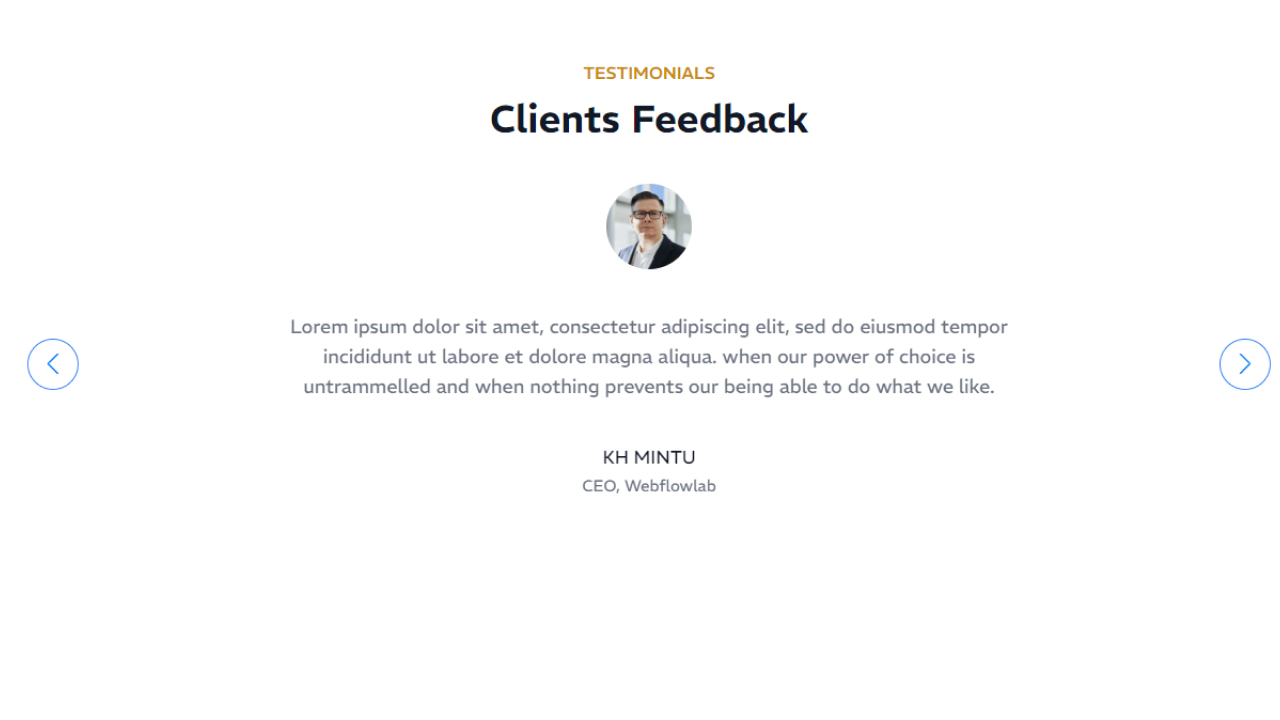 TESTIMONIALS
Clients Feedback
Lorem ipsum dolor sit amet, consectetur adipiscing elit, sed do eiusmod tempor
incididunt ut labore et dolore magna aliqua. when our power of choice is
untrammelled and when nothing prevents our being able to do what we like.
KH MINTU
CEO, Webflowlab